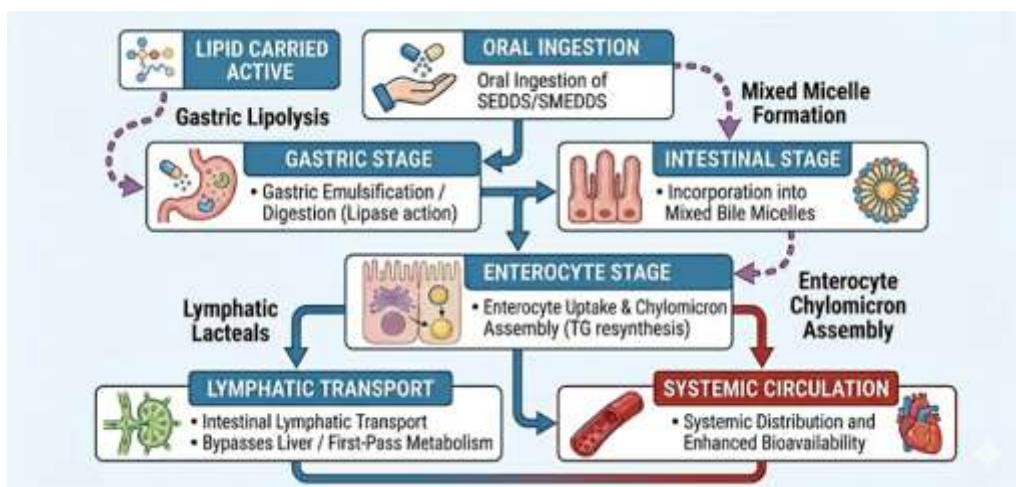 LIPID CARRIED
ACTIVE
ORAL INGESTION
Oral Ingestion of
SEDDS/SMEDDS
Gastric Lipolysis
Mixed Micelle
Formation
GASTRIC STAGE
• Gastric Emulsification /
Digestion (Lipase action)
INTESTINAL STAGE
• Incorporation into
Mixed Bile Micelles
ENTEROCYTE STAGE
• Enterocyte Uptake & Chylomicron
Assembly (TG resynthesis)
Lymphatic
Lacteals
Enterocyte
Chylomicron
Assembly
LYMPHATIC TRANSPORT
• Intestinal Lymphatic Transport
• Bypasses Liver / First-Pass Metabolism
SYSTEMIC CIRCULATION
• Systemic Distribution and
Enhanced Bioavailability